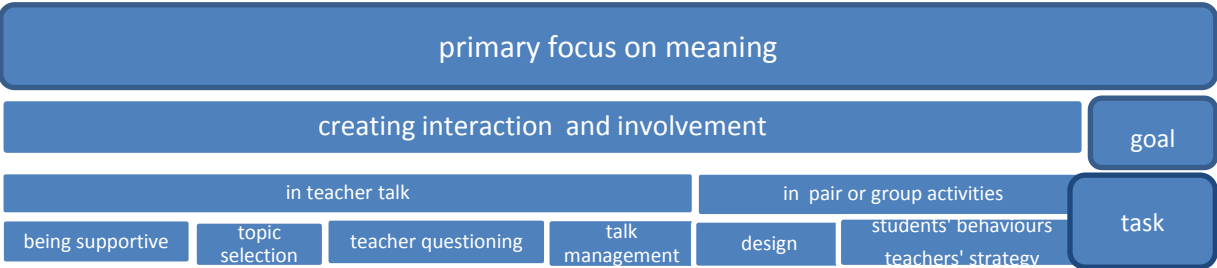 primary focus on meaning
creating interaction and involvement
goal
in teacher talk
in pair or group activities
task
being supportive
topic
selection
teacher questioning
talk
management
design
students' behaviours
teachers' strategy